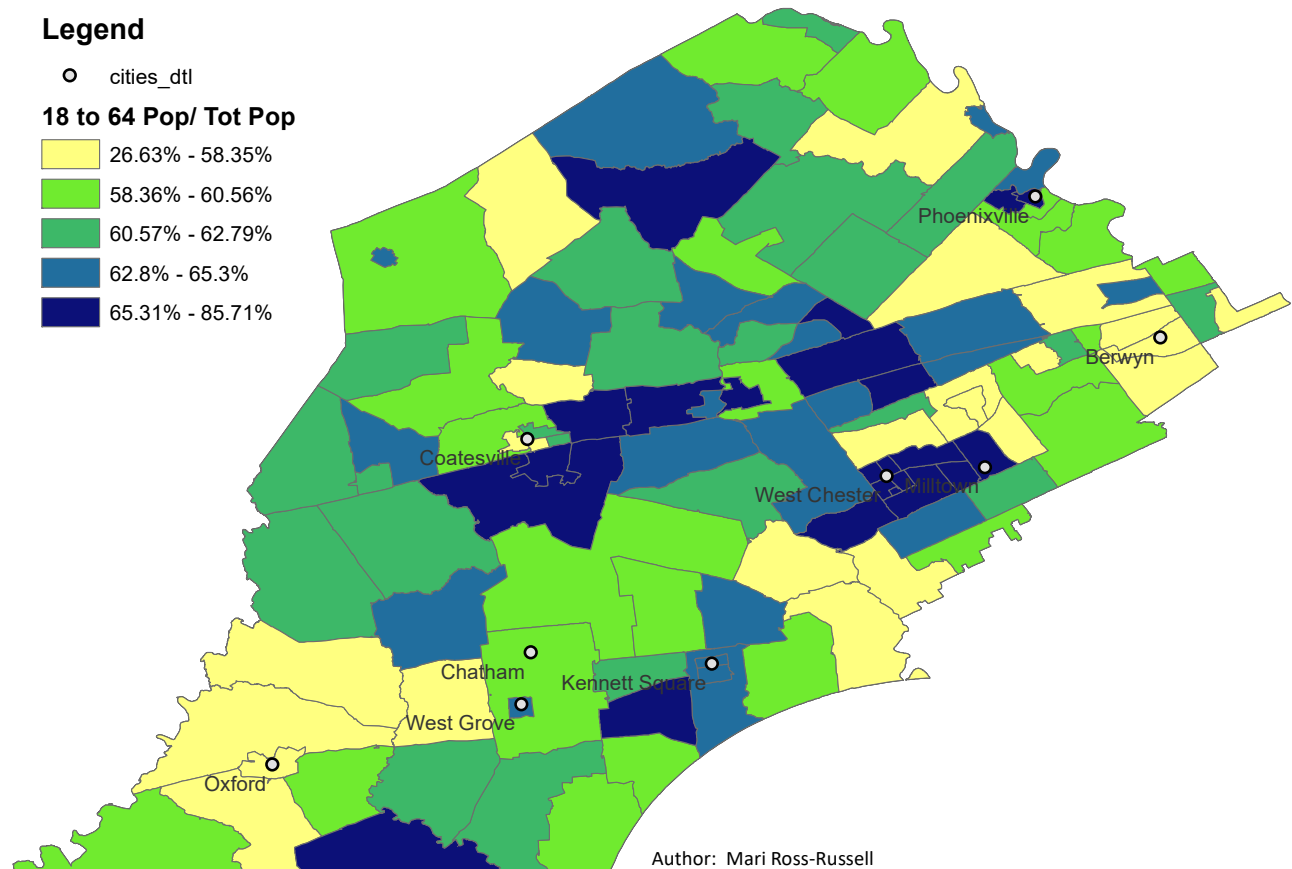 Legend
cities_dtl
18 to 64 Pop/ Tot Pop
26.63% - 58.35%
58.36% - 60.56%
60.57% - 62.79%
62.8% - 65.3%
65.31% - 85.71%
Phoenixville
Berwyn
Coatesville
West Chester
Milltown
Chatham
Kennett Square
West Grove
Oxford
Author: Mari Ross-Russell